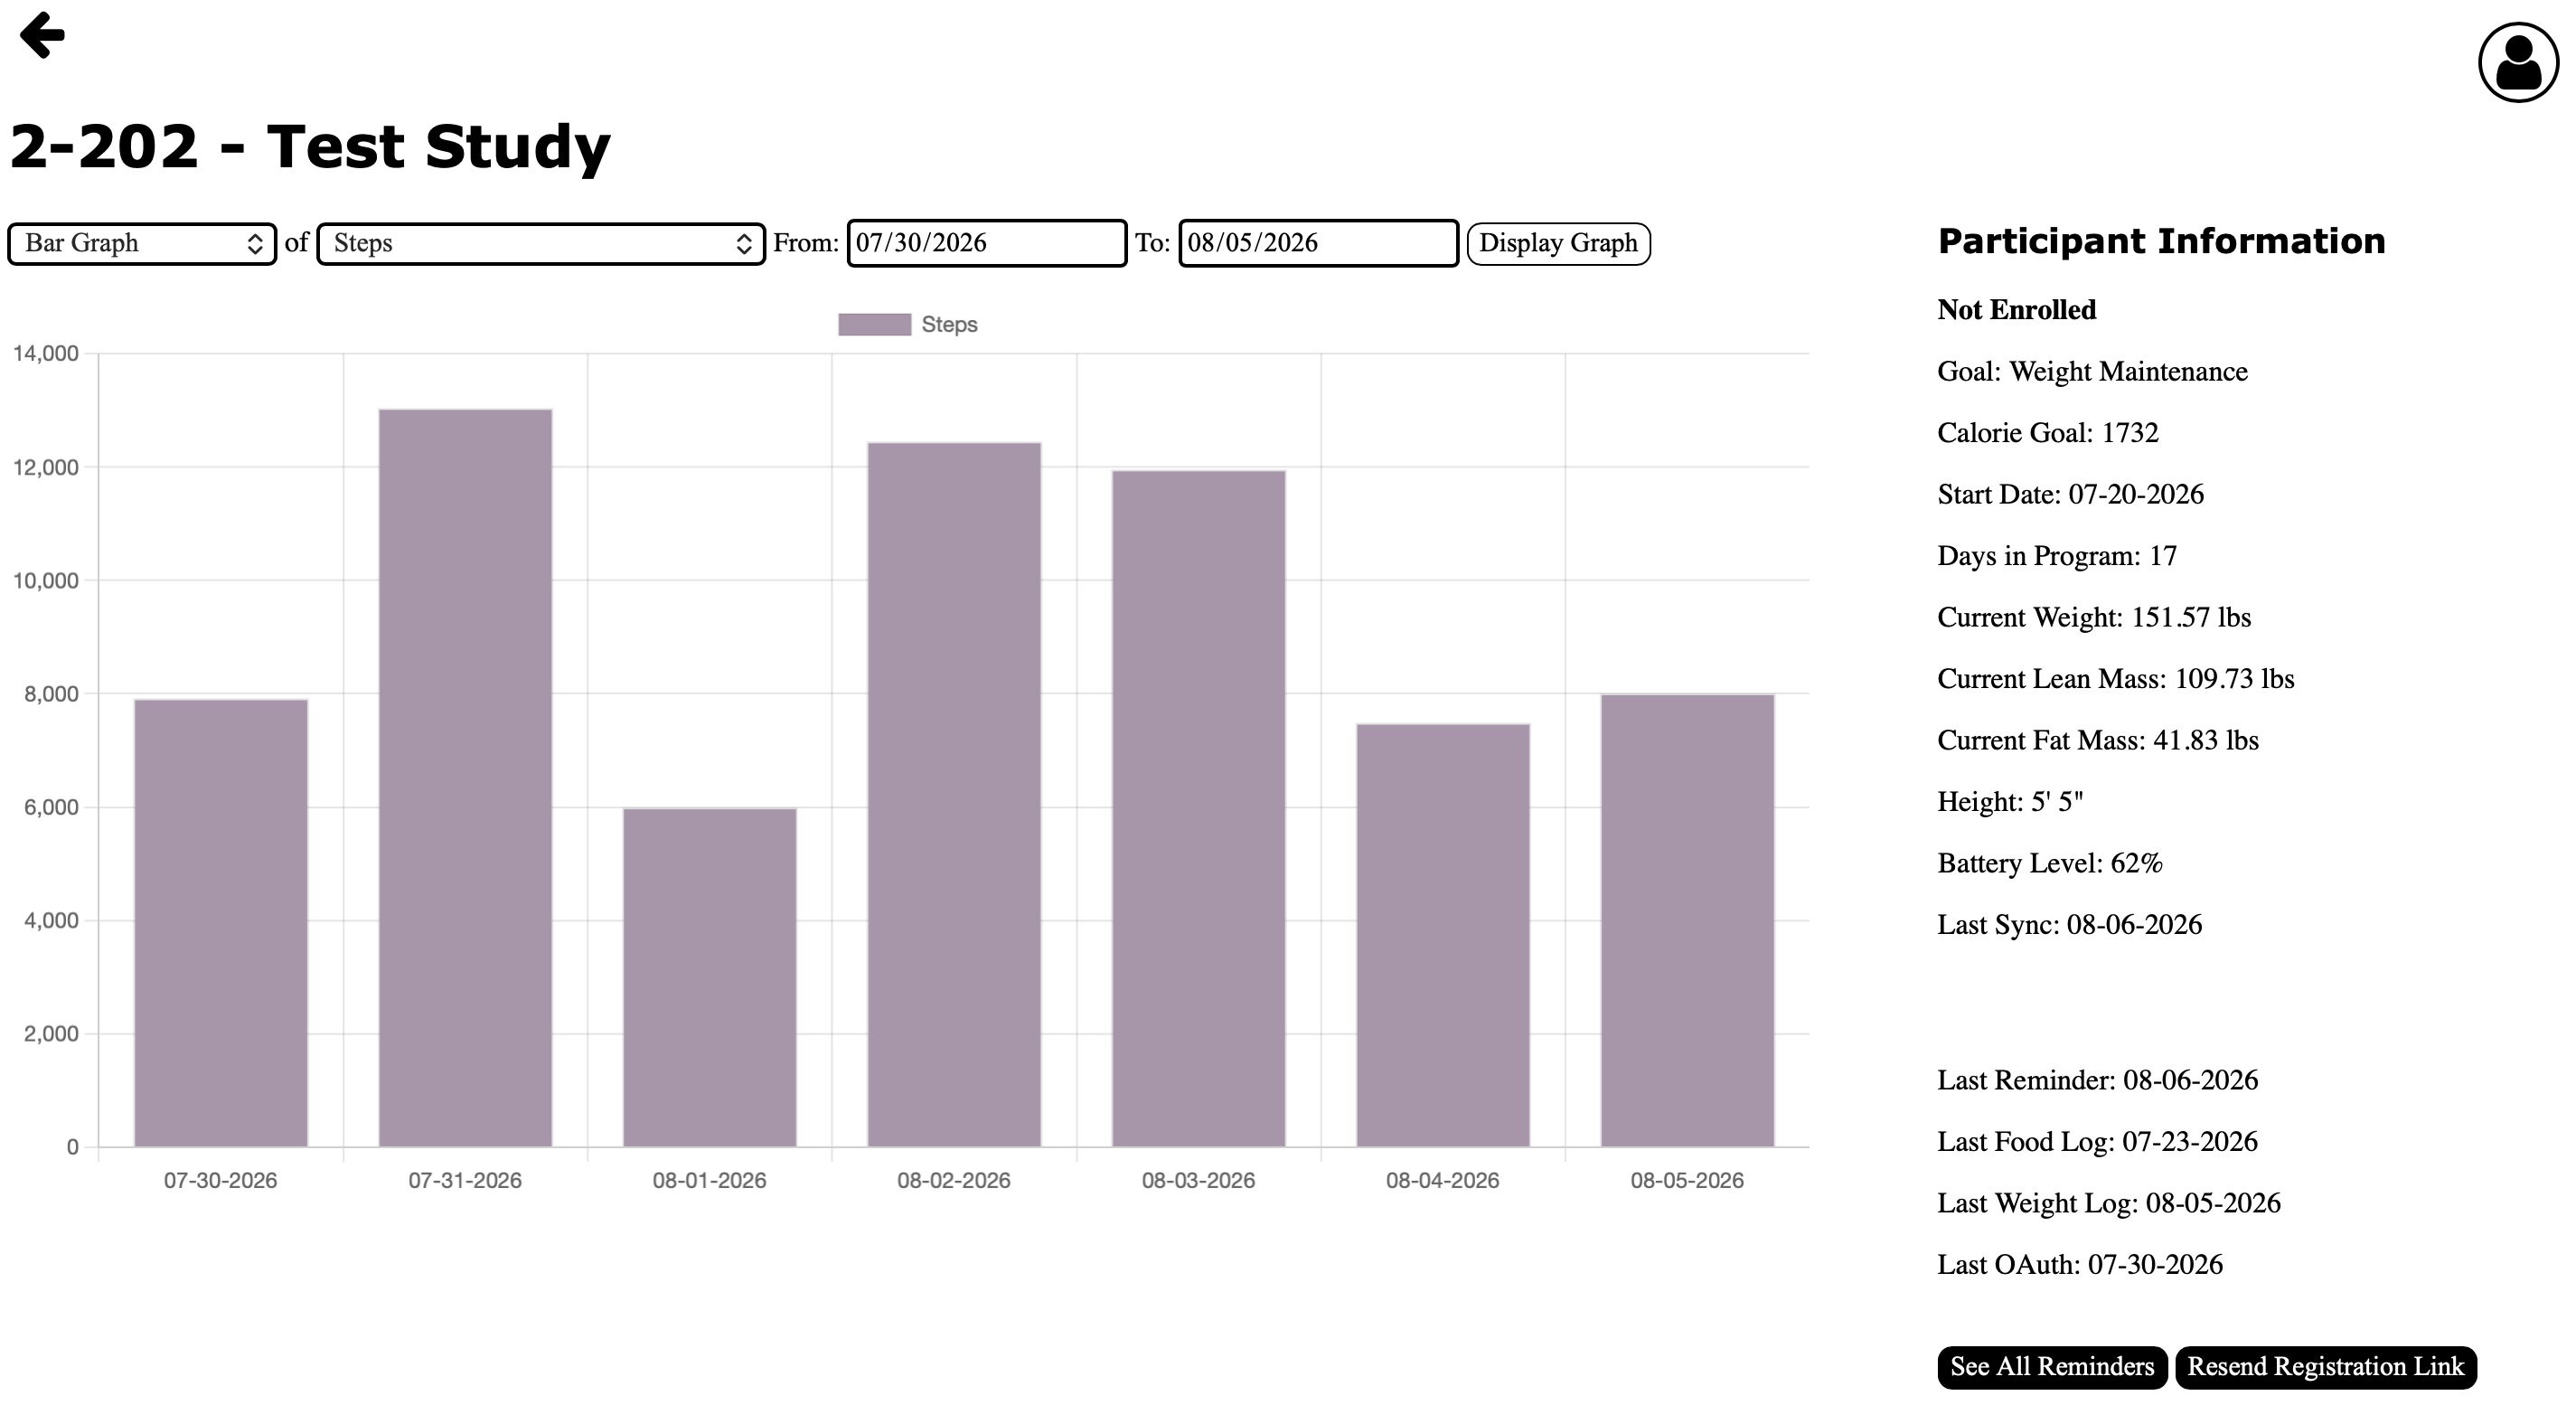 2-202 - Test Study
Bar Graph of Steps From: 07/30/2026 To: 08/05/2026 Display Graph
Steps
14,000
12,000
10,000
8,000
6,000
4,000
2,000
0
07-30-2026 07-31-2026 08-01-2026 08-02-2026 08-03-2026 08-04-2026 08-05-2026
Participant Information
Not Enrolled
Goal: Weight Maintenance
Calorie Goal: 1732
Start Date: 07-20-2026
Days in Program: 17
Current Weight: 151.57 lbs
Current Lean Mass: 109.73 lbs
Current Fat Mass: 41.83 lbs
Height: 5' 5"
Battery Level: 62%
Last Sync: 08-06-2026
Last Reminder: 08-06-2026
Last Food Log: 07-23-2026
Last Weight Log: 08-05-2026
Last OAuth: 07-30-2026
See All Reminders Resend Registration Link